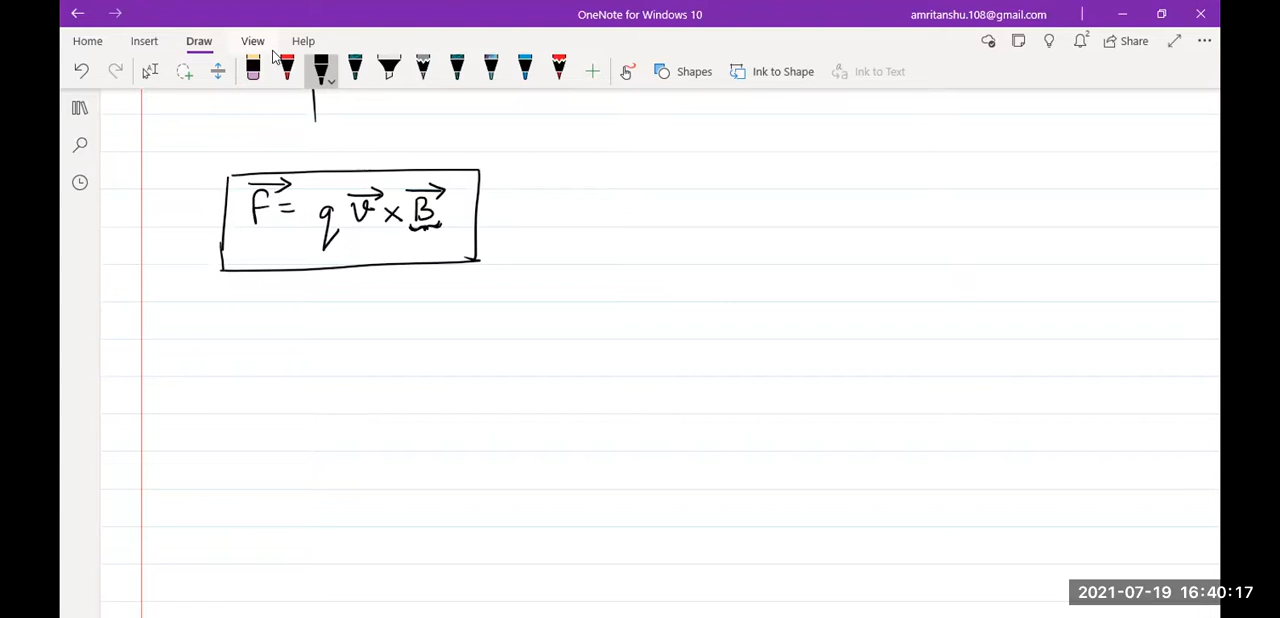 OneNote for Windows 10
amritanshu.108@gmail.com
Home Insert Draw View Help
2
Share
Shapes
Ink to Shape
Ink to Text
F⃗ = q v⃗ × B⃗
2021-07-19 16:40:17